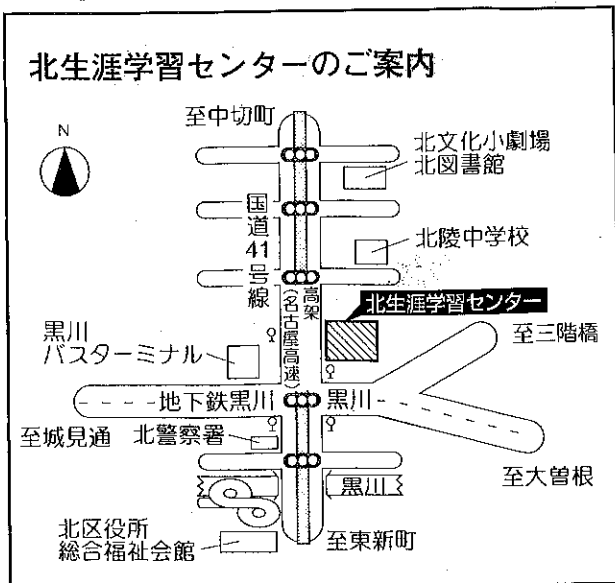 北生涯学習センターのご案内
至中切町
N
北文化小劇場
北図書館
国道41号線
北陵中学校
高架
(名古屋高速)
北生涯学習センター
黒川
バスターミナル
至三階橋
地下鉄黒川
黒川
至城見通
北警察署
至大曽根
黒川
北区役所
総合福祉会館
至東新町